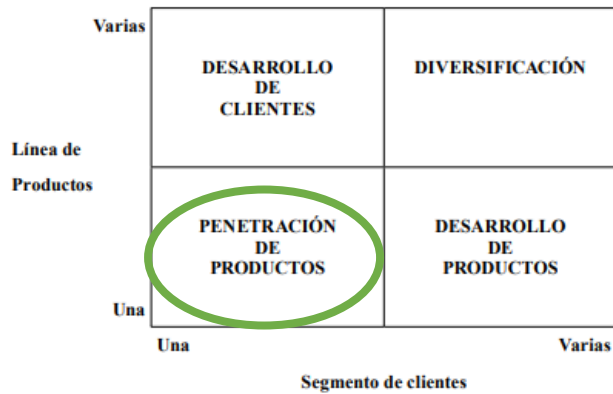 Varias
DESARROLLO
DE
CLIENTES
DIVERSIFICACIÓN
Línea de
Productos
PENETRACIÓN
DE
PRODUCTOS
DESARROLLO
DE
PRODUCTOS
Una
Una
Varias
Segmento de clientes